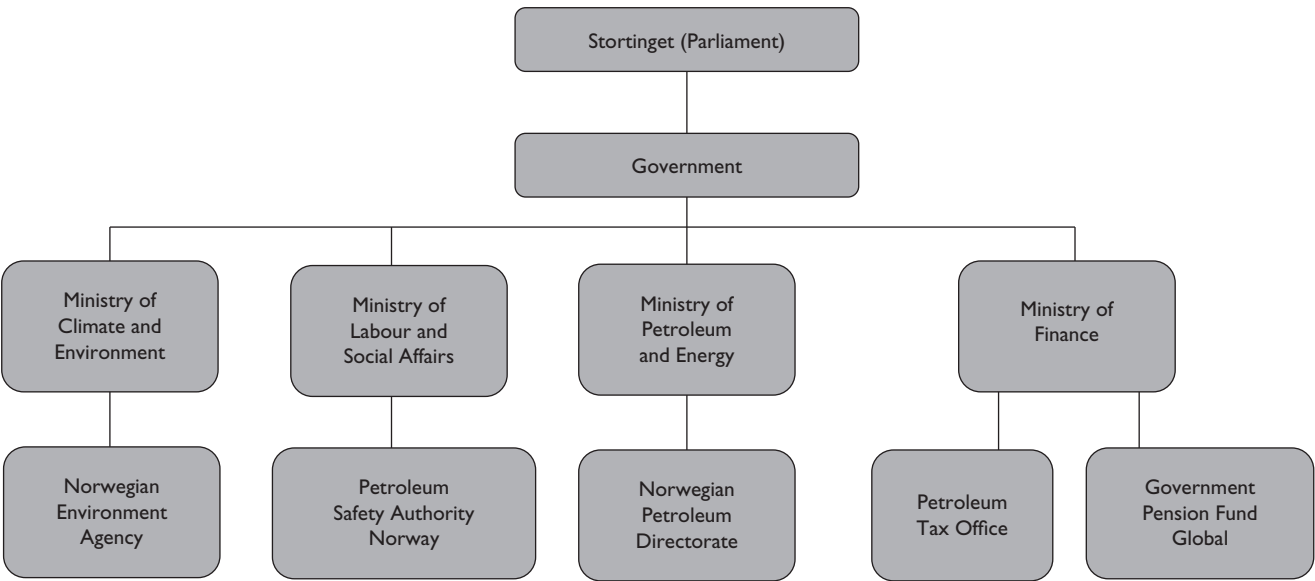 Stortinget (Parliament)
Government
Ministry of
Climate and
Environment
Ministry of
Labour and
Social Affairs
Ministry of
Petroleum
and Energy
Ministry of
Finance
Norwegian
Environment
Agency
Petroleum
Safety Authority
Norway
Norwegian
Petroleum
Directorate
Petroleum
Tax Office
Government
Pension Fund
Global